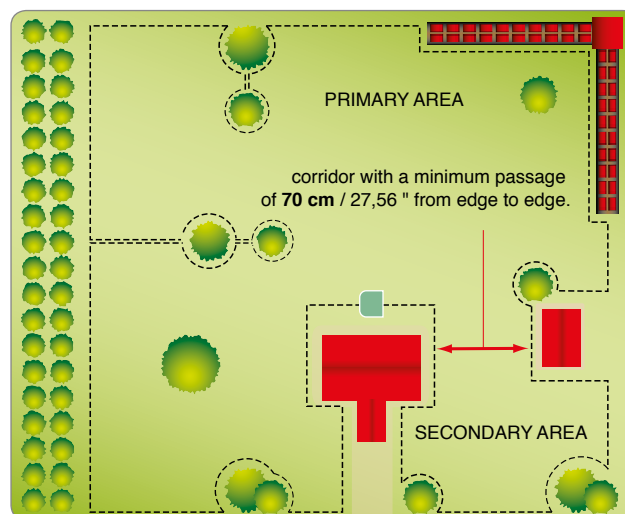 PRIMARY AREA
corridor with a minimum passage
of 70 cm / 27,56 " from edge to edge.
SECONDARY AREA